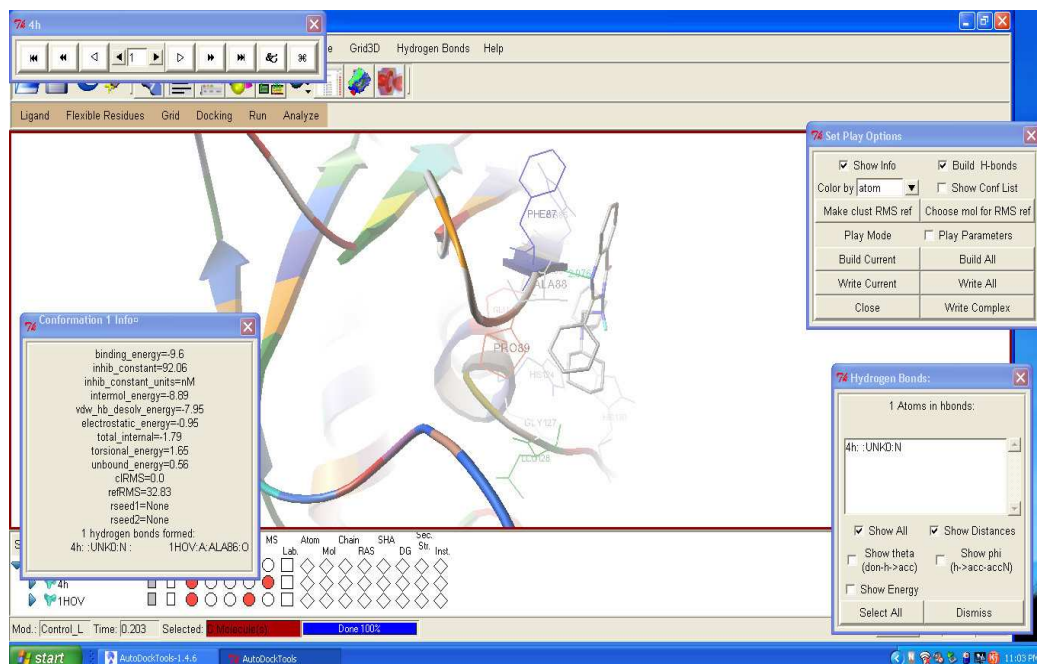 4h
1
&
⌘
e Grid3D Hydrogen Bonds Help
Ligand Flexible Residues Grid Docking Run Analyze
Set Play Options
Show Info Build H-bonds
Color by atom Show Conf List
Make clust RMS ref Choose mol for RMS ref
Play Mode Play Parameters
Build Current Build All
Write Current Write All
Close Write Complex
PHE87
ALA88
PRO89
GLY127
Conformation 1 Info
binding_energy=-9.6
inhib_constant=92.06
inhib_constant_units=nM
intermol_energy=-8.89
vdw_hb_desolv_energy=-7.95
electrostatic_energy=-0.95
total_internal=-1.79
torsional_energy=1.65
unbound_energy=0.56
clRMS=0.0
refRMS=32.83
rseed1=None
rseed2=None
1 hydrogen bonds formed:
4h: :UNK0:N : 1HOV:A:ALA86:O
Hydrogen Bonds:
1 Atoms in hbonds:
4h: :UNK0:N
Show All Show Distances
Show theta (don-h->acc) Show phi (h->acc-accN)
Show Energy
Select All Dismiss
MS Lab. Atom Mol Chain RAS SHA DG Sec. Str. Inst.
4h
1HOV
Mod.: Control_L Time: 0.203 Selected: Done 100%
start AutoDockTools-1.4.6 AutoDockTools 11:03 PM